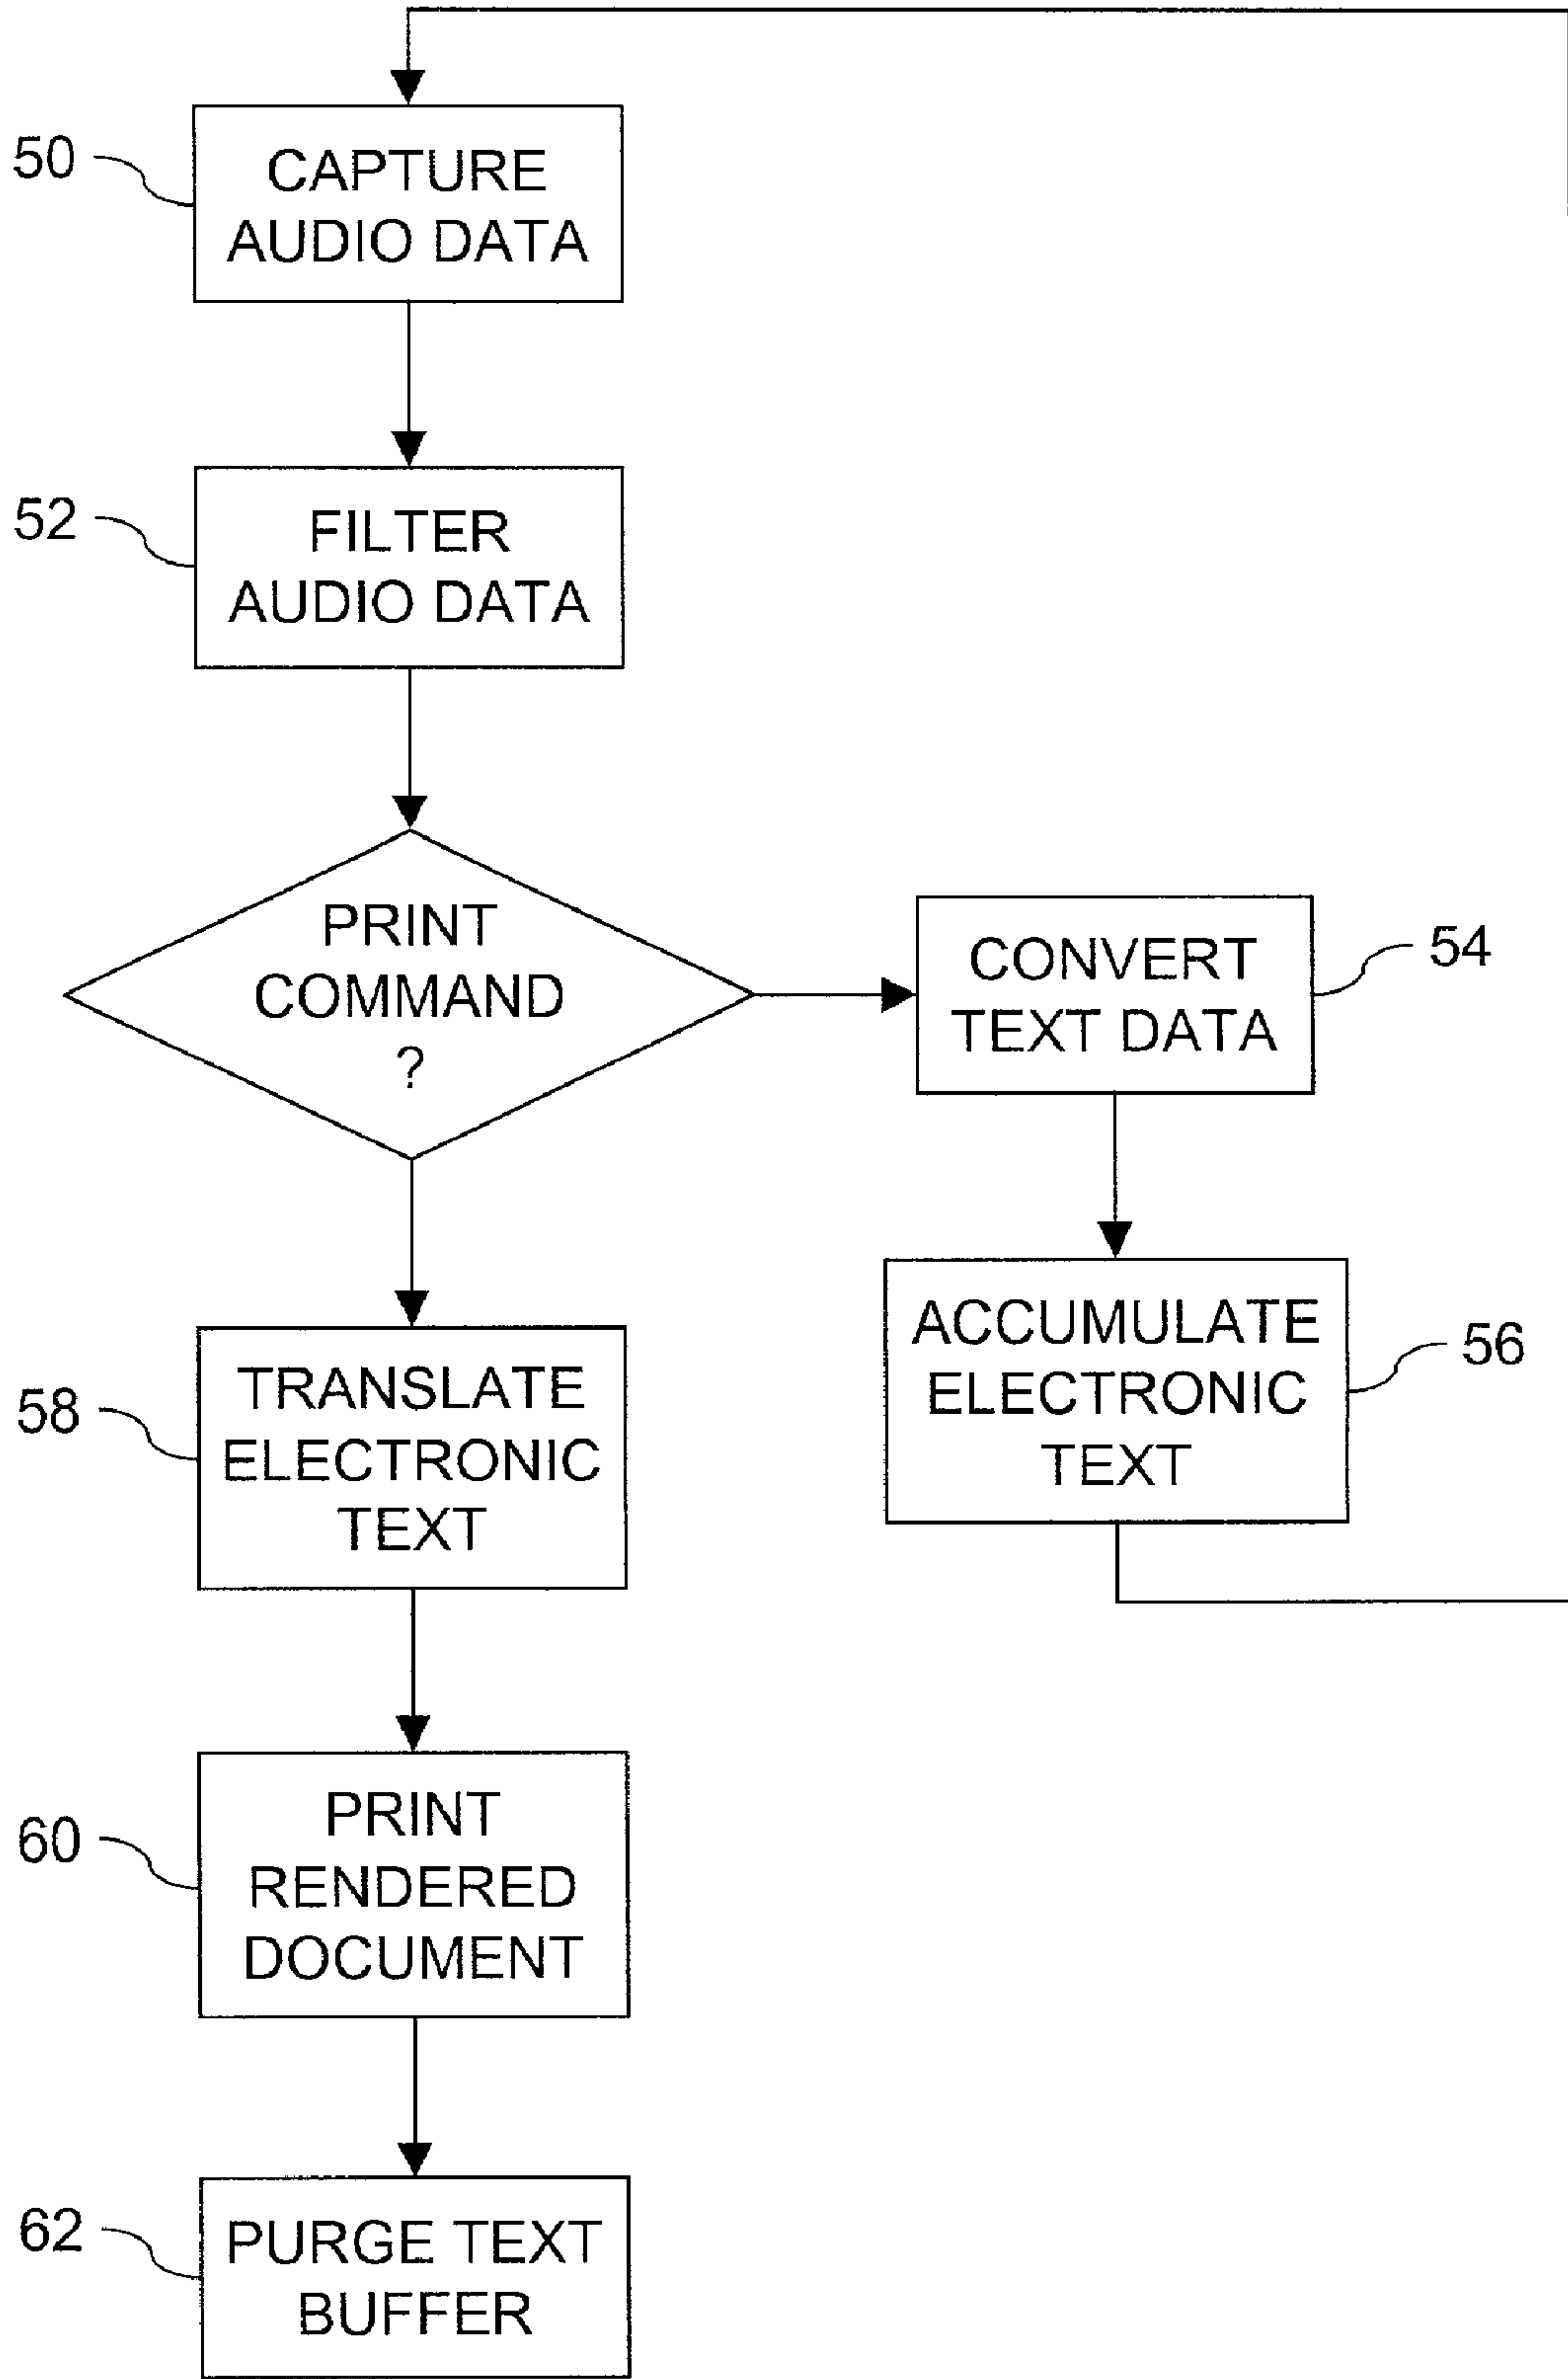 50
CAPTURE
AUDIO DATA
52
FILTER
AUDIO DATA
PRINT
COMMAND
?
CONVERT
TEXT DATA
54
ACCUMULATE
ELECTRONIC
TEXT
56
58
TRANSLATE
ELECTRONIC
TEXT
60
PRINT
RENDERED
DOCUMENT
62
PURGE TEXT
BUFFER